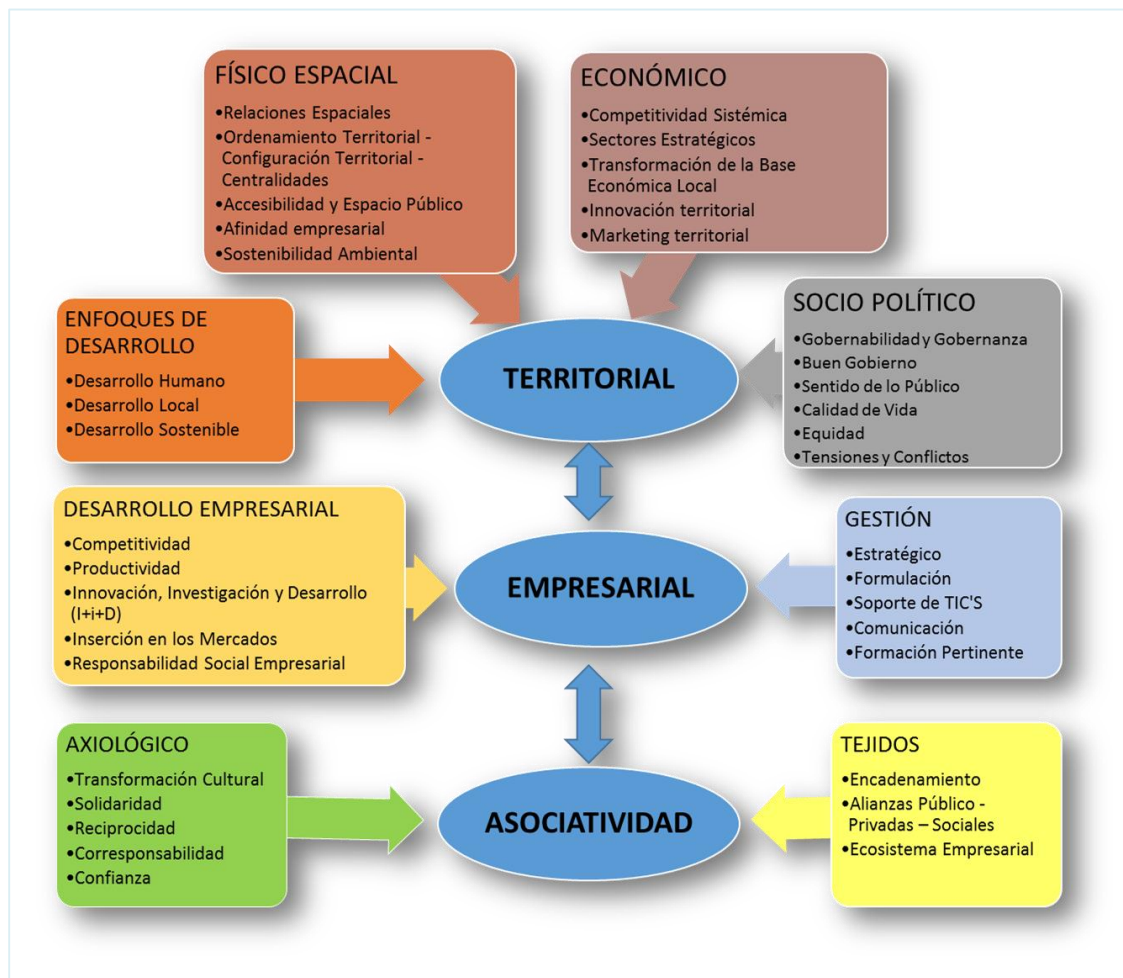 FÍSICO ESPACIAL
•Relaciones Espaciales
•Ordenamiento Territorial -
Configuración Territorial -
Centralidades
•Accesibilidad y Espacio Público
•Afinidad empresarial
•Sostenibilidad Ambiental
ECONÓMICO
•Competitividad Sistémica
•Sectores Estratégicos
•Transformación de la Base
Económica Local
•Innovación territorial
•Marketing territorial
ENFOQUES DE
DESARROLLO
•Desarrollo Humano
•Desarrollo Local
•Desarrollo Sostenible
TERRITORIAL
SOCIO POLÍTICO
•Gobernabilidad y Gobernanza
•Buen Gobierno
•Sentido de lo Público
•Calidad de Vida
•Equidad
•Tensiones y Conflictos
DESARROLLO EMPRESARIAL
•Competitividad
•Productividad
•Innovación, Investigación y Desarrollo
(I+i+D)
•Inserción en los Mercados
•Responsabilidad Social Empresarial
EMPRESARIAL
GESTIÓN
•Estratégico
•Formulación
•Soporte de TIC'S
•Comunicación
•Formación Pertinente
AXIOLÓGICO
•Transformación Cultural
•Solidaridad
•Reciprocidad
•Corresponsabilidad
•Confianza
ASOCIATIVIDAD
TEJIDOS
•Encadenamiento
•Alianzas Público -
Privadas – Sociales
•Ecosistema Empresarial